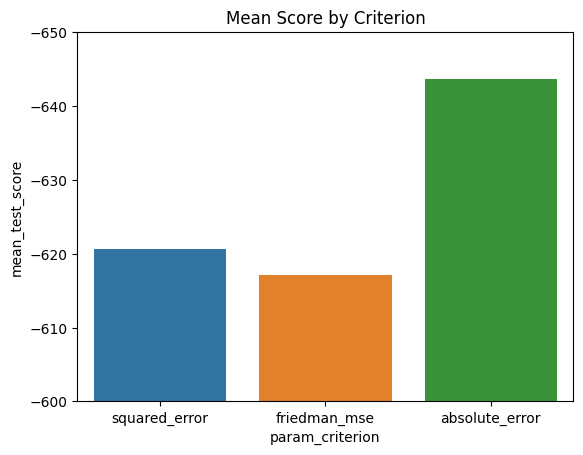 Mean Score by Criterion
−650
−640
−630
−620
−610
−600
mean_test_score
squared_error friedman_mse absolute_error
param_criterion